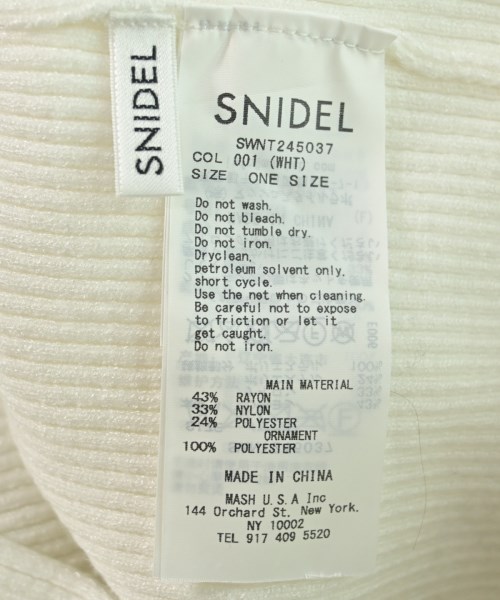 SNIDEL
SNIDEL
SWNT245037
COL 001 (WHT)
SIZE ONE SIZE
Do not wash.
Do not bleach.
Do not tumble dry.
Do not iron.
Dryclean,
petroleum solvent only,
short cycle.
Use the net when cleaning.
Be careful not to expose
to friction or let it
get caught.
Do not iron.
MAIN MATERIAL
43% RAYON
33% NYLON
24% POLYESTER
ORNAMENT
100% POLYESTER
MADE IN CHINA
MASH U.S.A Inc
144 Orchard St. New York.
NY 10002
TEL 917 409 5520